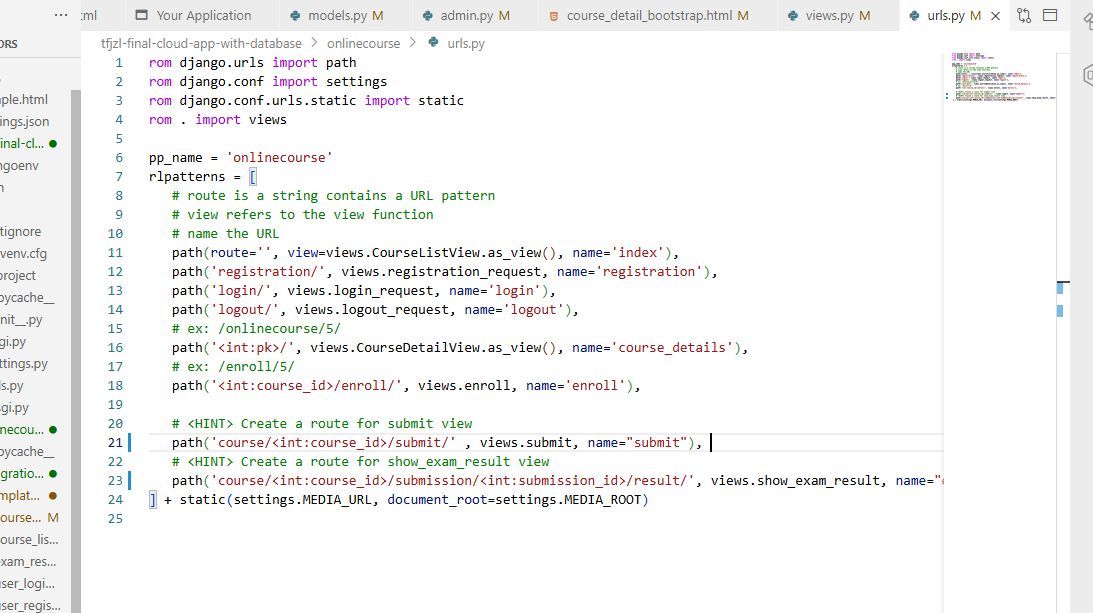 ml Your Application models.py M admin.py M course_detail_bootstrap.html M views.py M urls.py M
ORS
tfjzl-final-cloud-app-with-database > onlinecourse > urls.py
ple.html
ings.json
inal-cl...
ngoenv
n
tignore
venv.cfg
project
pycache__
nit__.py
gi.py
ttings.py
ls.py
sgi.py
necou...
pycache__
gratio...
mplat...
ourse... M
ourse_lis...
xam_res...
user_logi...
user_regis...
1 rom django.urls import path
2 rom django.conf import settings
3 rom django.conf.urls.static import static
4 rom . import views
5
6 pp_name = 'onlinecourse'
7 rlpatterns = [
8 # route is a string contains a URL pattern
9 # view refers to the view function
10 # name the URL
11 path(route='', view=views.CourseListView.as_view(), name='index'),
12 path('registration/', views.registration_request, name='registration'),
13 path('login/', views.login_request, name='login'),
14 path('logout/', views.logout_request, name='logout'),
15 # ex: /onlinecourse/5/
16 path('<int:pk>/', views.CourseDetailView.as_view(), name='course_details'),
17 # ex: /enroll/5/
18 path('<int:course_id>/enroll/', views.enroll, name='enroll'),
19
20 # <HINT> Create a route for submit view
21 path('course/<int:course_id>/submit/' , views.submit, name="submit"),
22 # <HINT> Create a route for show_exam_result view
23 path('course/<int:course_id>/submission/<int:submission_id>/result/', views.show_exam_result, name="e
24 ] + static(settings.MEDIA_URL, document_root=settings.MEDIA_ROOT)
25